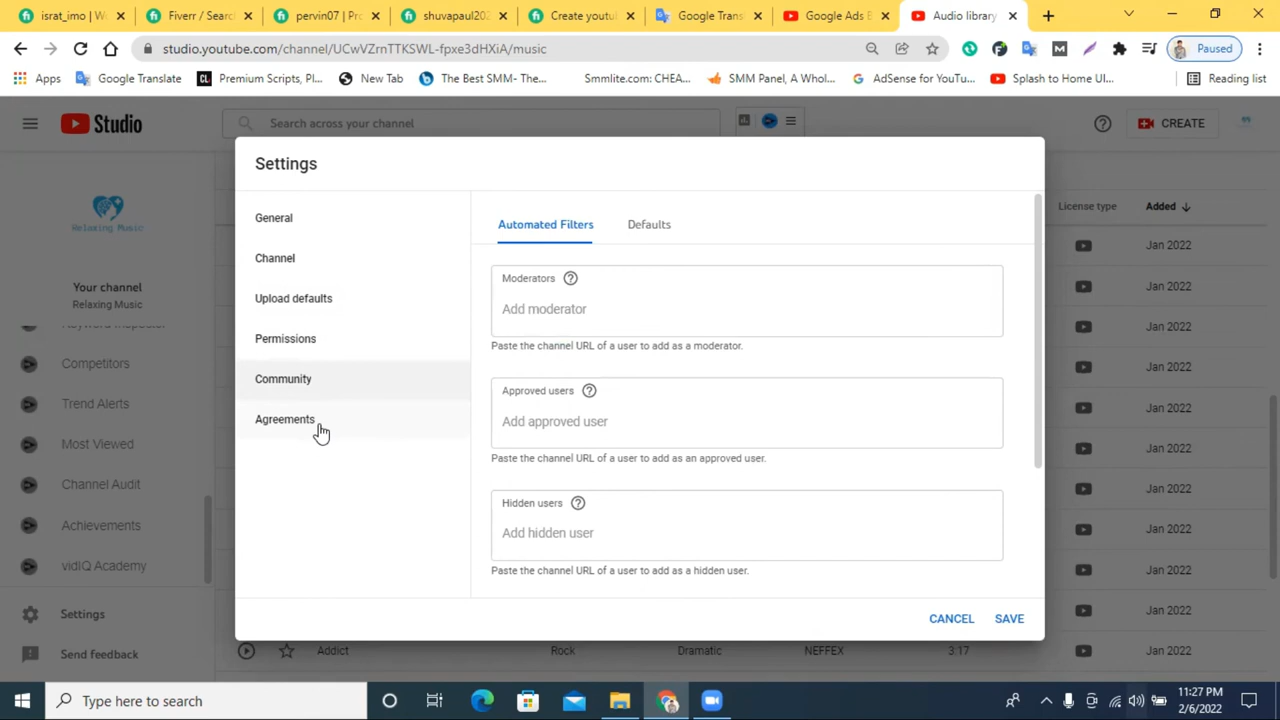 israt_imo | W
Fiverr / Sear
pervin07 | Pr
shuvapaul202
Create youtu
Google Trans
Google Ads B
Audio library
studio.youtube.com/channel/UCwVZrnTTKSWL-fpxe3dHXiA/music
Paused
Apps
Google Translate
Premium Scripts, Pl...
New Tab
The Best SMM- The...
Smmlite.com: CHEA...
SMM Panel, A Whol...
AdSense for YouTu...
Splash to Home UI...
Reading list
Studio
Search across your channel
CREATE
Settings
General
Channel
Upload defaults
Permissions
Community
Agreements
Automated Filters
Defaults
Moderators
Add moderator
Paste the channel URL of a user to add as a moderator.
Approved users
Add approved user
Paste the channel URL of a user to add as an approved user.
Hidden users
Add hidden user
Paste the channel URL of a user to add as a hidden user.
CANCEL
SAVE
Relaxing Music
Your channel
Relaxing Music
Keyword Inspector
Competitors
Trend Alerts
Most Viewed
Channel Audit
Achievements
vidIQ Academy
Settings
Send feedback
License type
Added
Jan 2022
Jan 2022
Jan 2022
Jan 2022
Jan 2022
Jan 2022
Jan 2022
Jan 2022
Jan 2022
Jan 2022
Addict
Rock
Dramatic
NEFFEX
3:17
Jan 2022
Type here to search
11:27 PM
2/6/2022